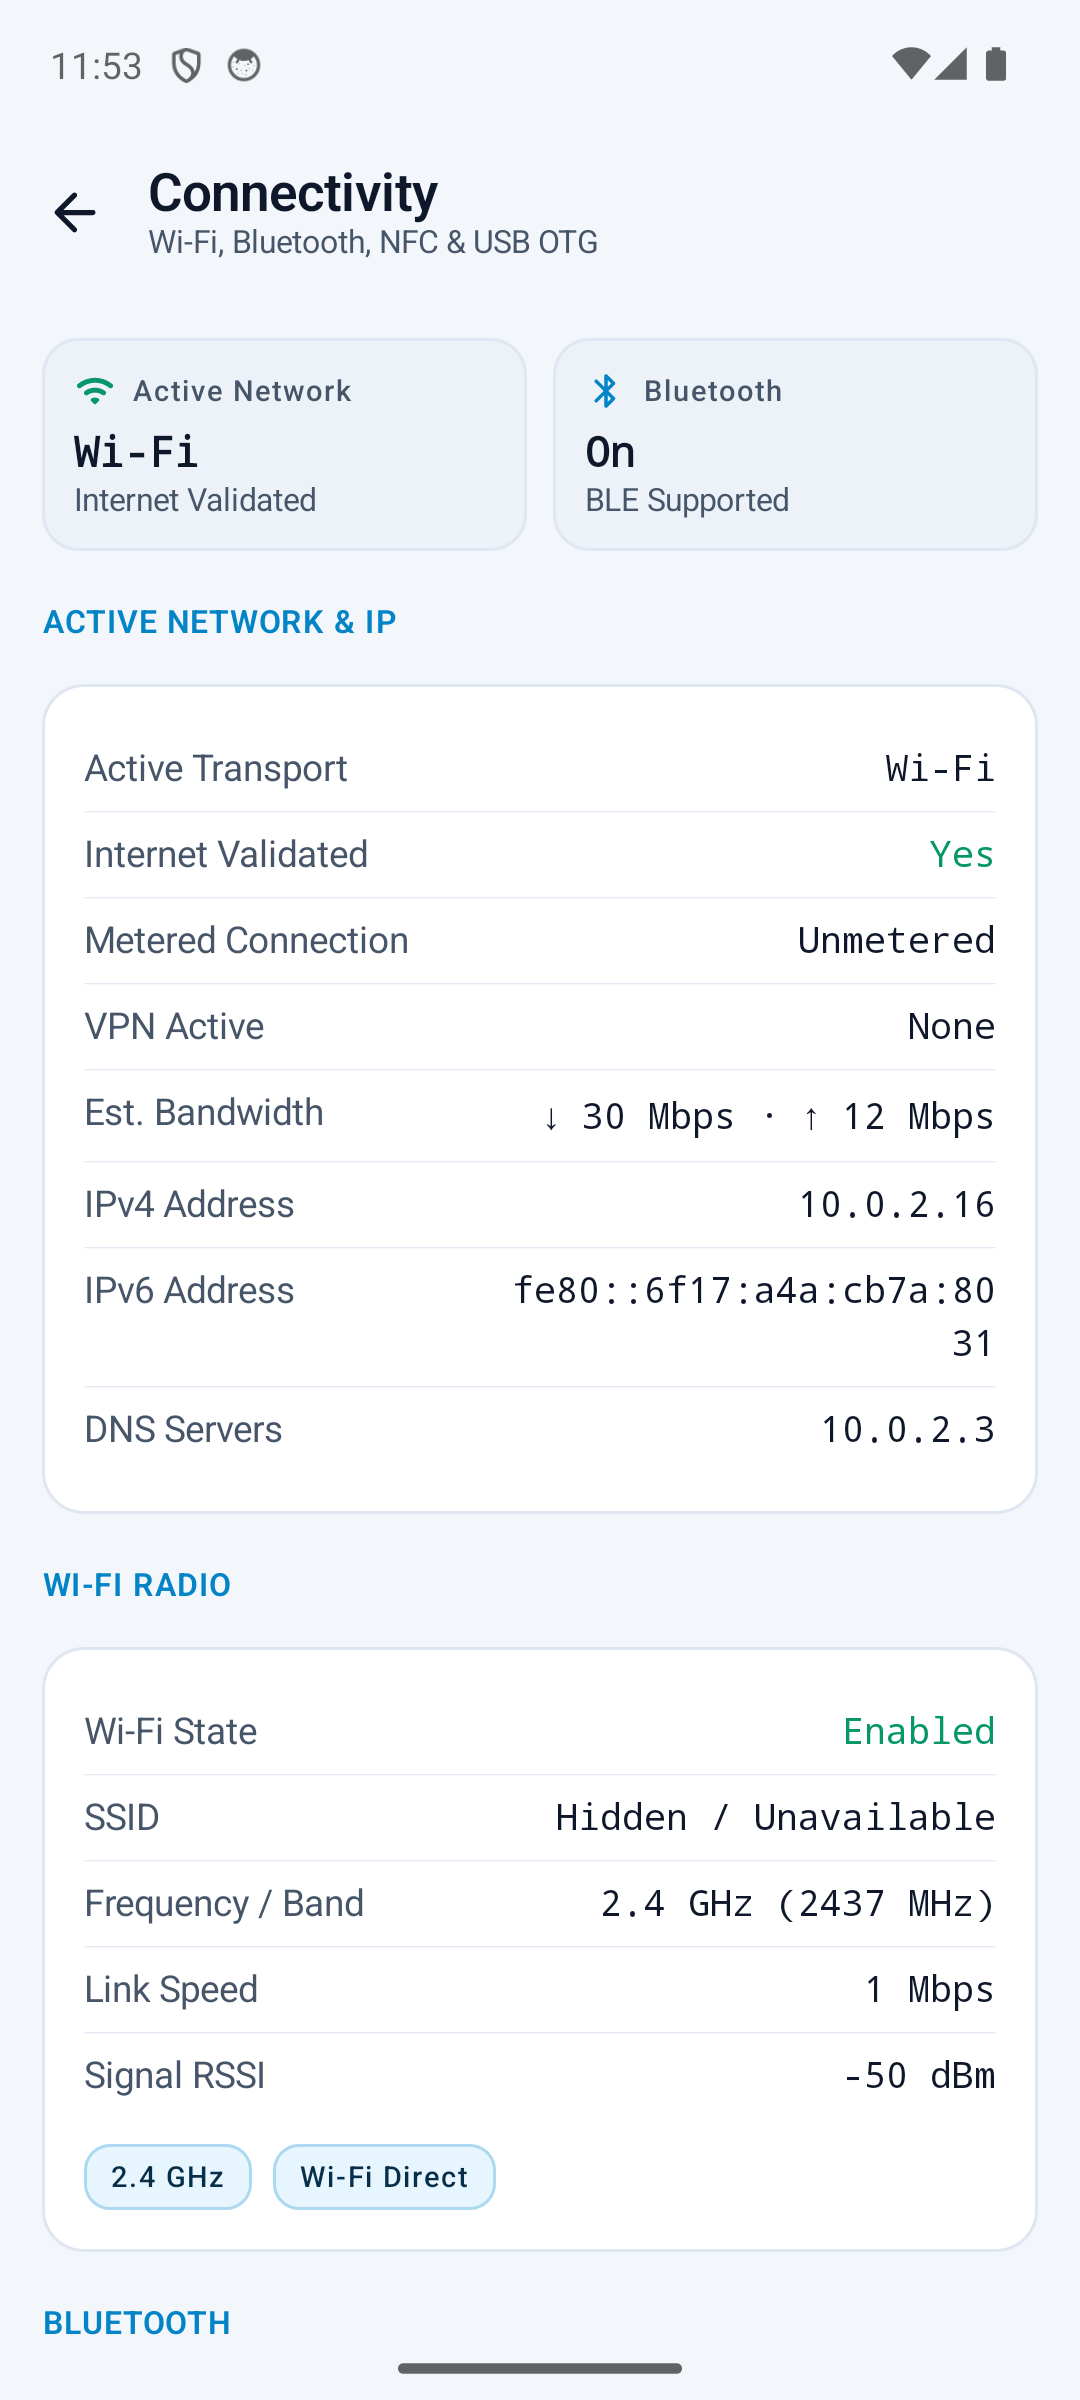 11:53
Connectivity
Wi-Fi, Bluetooth, NFC & USB OTG
Active Network
Wi-Fi
Internet Validated
Bluetooth
On
BLE Supported
ACTIVE NETWORK & IP
Active Transport Wi-Fi
Internet Validated Yes
Metered Connection Unmetered
VPN Active None
Est. Bandwidth ↓ 30 Mbps · ↑ 12 Mbps
IPv4 Address 10.0.2.16
IPv6 Address fe80::6f17:a4a:cb7a:80
31
DNS Servers 10.0.2.3
WI-FI RADIO
Wi-Fi State Enabled
SSID Hidden / Unavailable
Frequency / Band 2.4 GHz (2437 MHz)
Link Speed 1 Mbps
Signal RSSI -50 dBm
2.4 GHz Wi-Fi Direct
BLUETOOTH